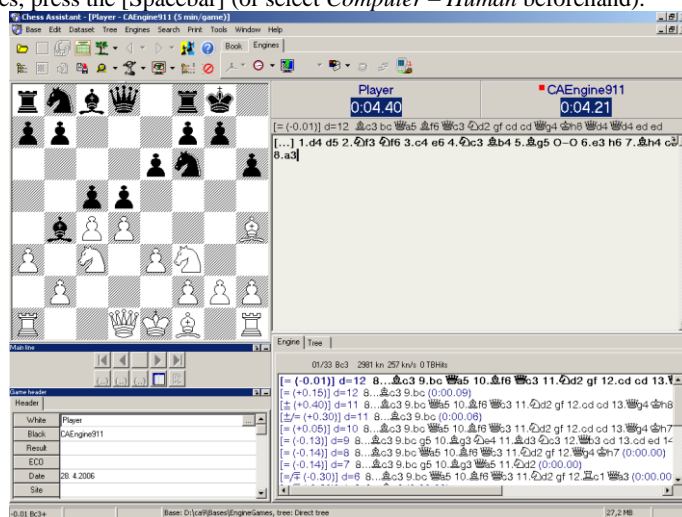 es, press the [Spacebar] (or select Computer – Human beforehand).
Chess Assistant - [Player - CAEngine911 (5 min/game)]
Base Edit Dataset Tree Engines Search Print Tools Window Help
Book Engines
Player
CAEngine911
0:04.40
0:04.21
[= (-0.01)] d=12 ♗c3 bc ♕a5 ♗f6 ♕c3 ♘d2 gf cd cd ♕g4 ♔h8 ♕d4 ♕d4 ed ed
[...] 1.d4 d5 2.♘f3 ♘f6 3.c4 e6 4.♘c3 ♗b4 5.♗g5 O-O 6.e3 h6 7.♗h4 c5
8.a3
Engine Tree
01/33 Bc3 2981 kn 257 kn/s 0 TBHits
Main line
[= (-0.01)] d=12 8...♗c3 9.bc ♕a5 10.♗f6 ♕c3 11.♘d2 gf 12.cd cd 13.
[= (+0.15)] d=12 8...♗c3 9.bc (0:00.09)
[± (+0.40)] d=11 8...♗c3 9.bc ♕a5 10.♗f6 ♕c3 11.♘d2 gf 12.cd cd 13.♕g4 ♔h8
[±/= (+0.30)] d=11 8...♗c3 9.bc (0:00.06)
[= (+0.05)] d=10 8...♗c3 9.bc ♕a5 10.♗f6 ♕c3 11.♘d2 gf 12.♕g4 ♔h7
[= (-0.13)] d=9 8...♗c3 9.bc g5 10.♗g3 ♘e4 11.♗d3 ♘c3 12.♕b3 cd 13.cd ed 14
[= (-0.14)] d=8 8...♗c3 9.bc ♕a5 10.♗f6 ♕c3 11.♘d2 gf 12.♕g4 ♔h7 (0:00.00)
[= (-0.14)] d=7 8...♗c3 9.bc g5 10.♗g3 ♕a5 11.♘d2 (0:00.00)
[=/∓ (-0.30)] d=6 8...♗c3 9.bc ♕a5 10.♗f6 ♕c3 11.♘d2 gf 12.♖c1 ♕a3 (0:00.00
Game header
Header
White Player ...
Black CAEngine911
Result
ECO
Date 28. 4.2006
Site
-0.01 Bc3+
Base: D:\ca9\Bases\EngineGames, tree: Direct tree
27,2 MB